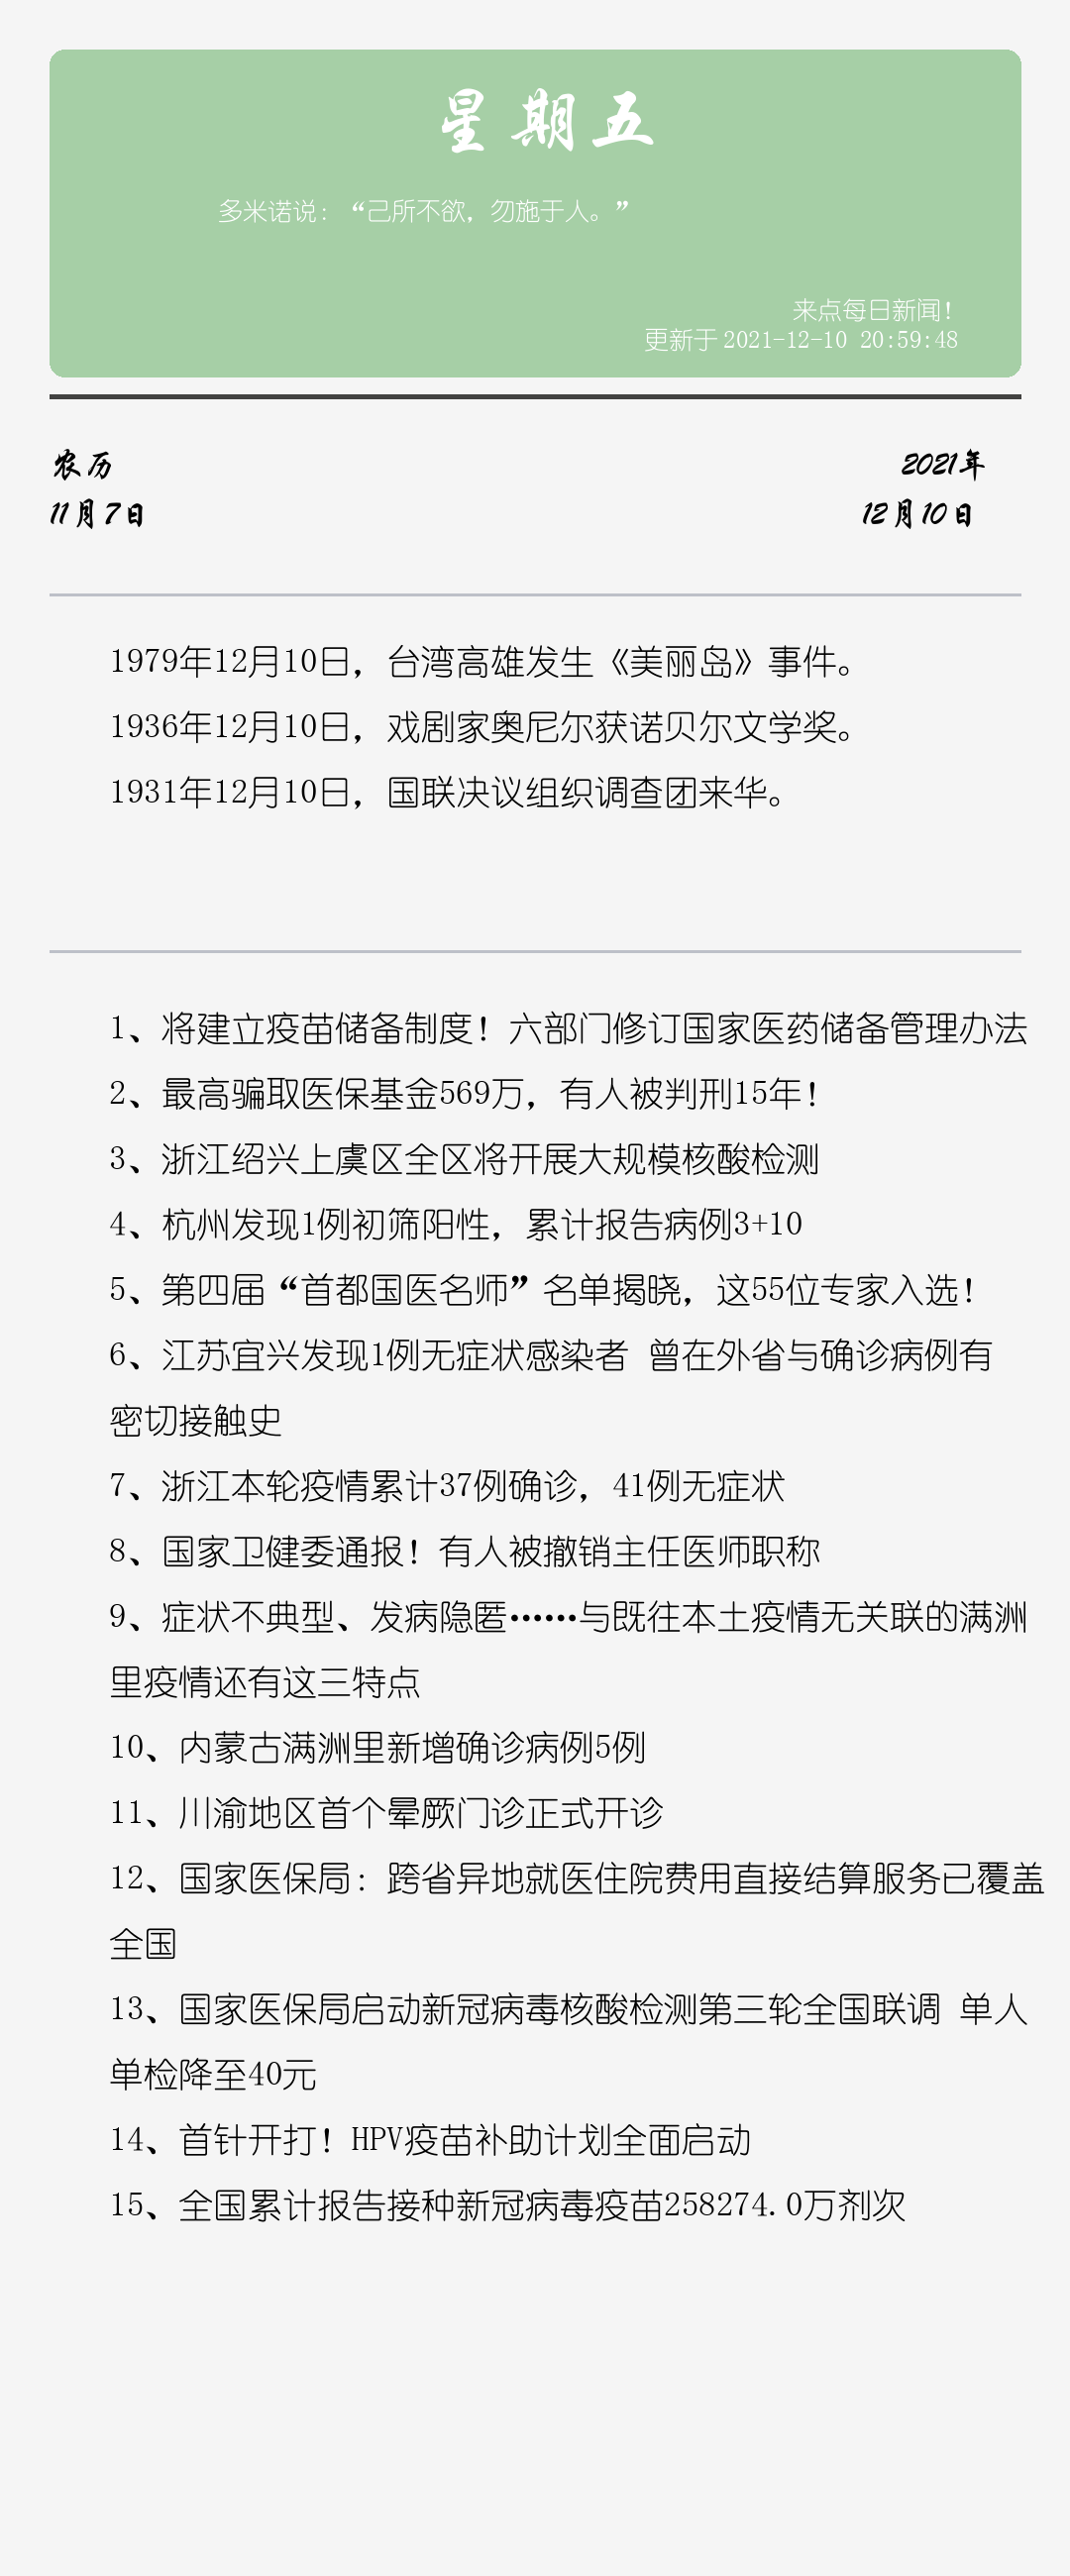 星期五
多米诺说：“己所不欲，勿施于人。”
来点每日新闻！
更新于 2021-12-10 20:59:48
农历
2021年
11月7日
12月10日
1979年12月10日，台湾高雄发生《美丽岛》事件。
1936年12月10日，戏剧家奥尼尔获诺贝尔文学奖。
1931年12月10日，国联决议组织调查团来华。
1、将建立疫苗储备制度！六部门修订国家医药储备管理办法
2、最高骗取医保基金569万，有人被判刑15年！
3、浙江绍兴上虞区全区将开展大规模核酸检测
4、杭州发现1例初筛阳性，累计报告病例3+10
5、第四届“首都国医名师”名单揭晓，这55位专家入选！
6、江苏宜兴发现1例无症状感染者 曾在外省与确诊病例有
密切接触史
7、浙江本轮疫情累计37例确诊，41例无症状
8、国家卫健委通报！有人被撤销主任医师职称
9、症状不典型、发病隐匿……与既往本土疫情无关联的满洲
里疫情还有这三特点
10、内蒙古满洲里新增确诊病例5例
11、川渝地区首个晕厥门诊正式开诊
12、国家医保局：跨省异地就医住院费用直接结算服务已覆盖
全国
13、国家医保局启动新冠病毒核酸检测第三轮全国联调 单人
单检降至40元
14、首针开打！HPV疫苗补助计划全面启动
15、全国累计报告接种新冠病毒疫苗258274.0万剂次